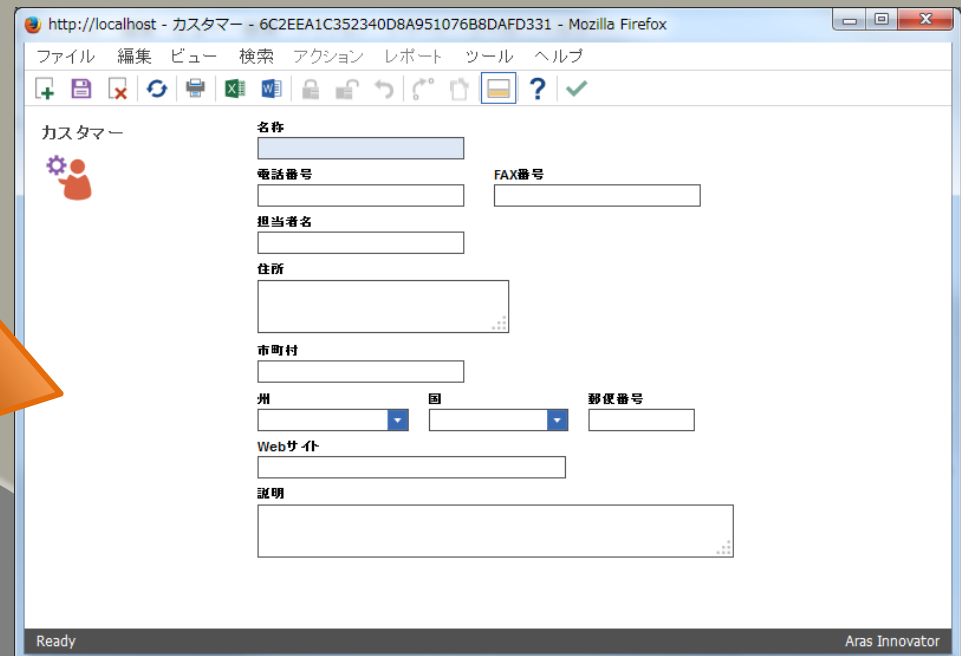 http://localhost - カスタマー - 6C2EEA1C352340D8A951076B8DAFD331 - Mozilla Firefox
ファイル 編集 ビュー 検索 アクション レポート ツール ヘルプ
カスタマー
名称
電話番号 FAX番号
担当者名
住所
市町村
州 国 郵便番号
Webサイト
説明
Ready Aras Innovator